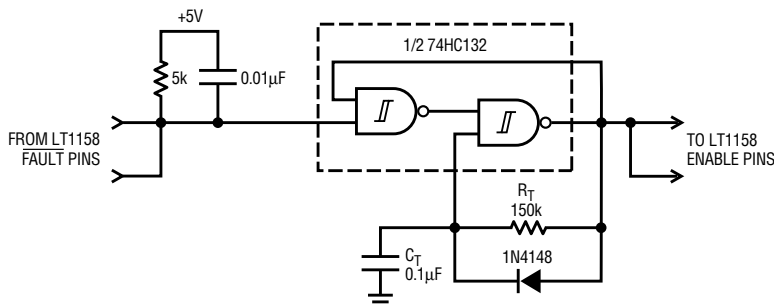 +5V
1/2 74HC132
5k
0.01µF
FROM LT1158
FAULT PINS
TO LT1158
ENABLE PINS
RT
150k
1N4148
CT
0.1µF